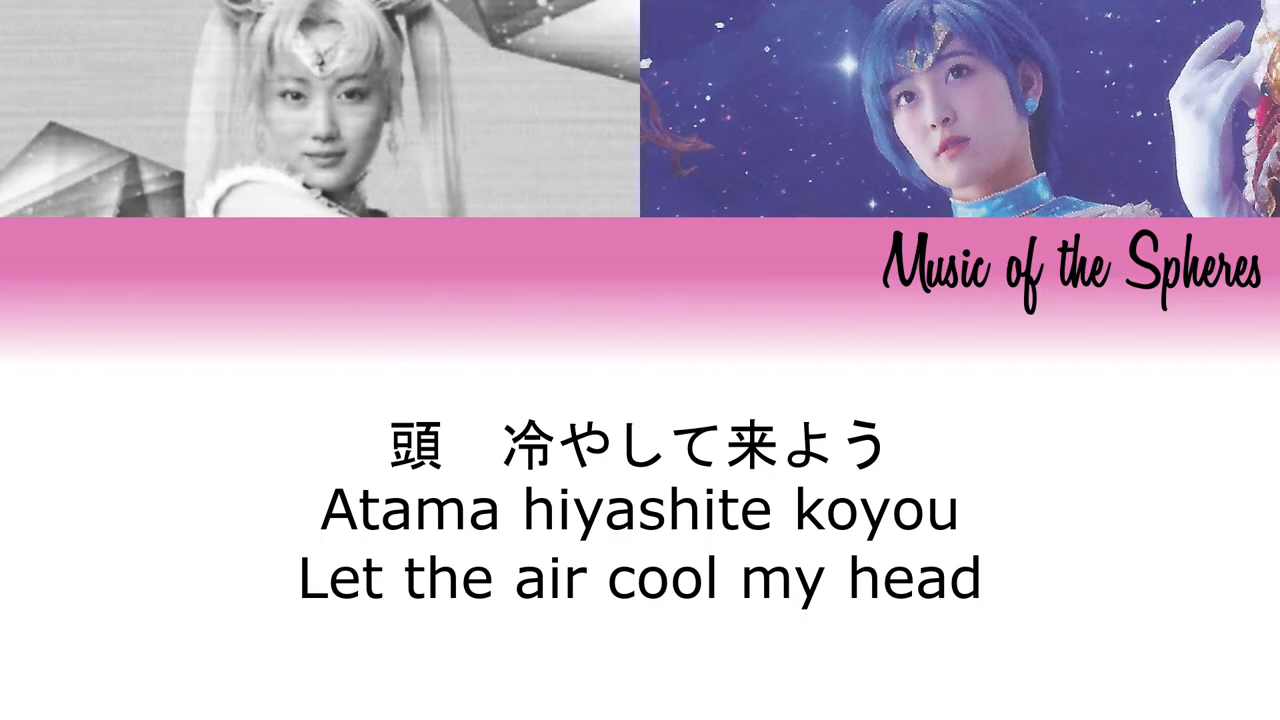 Music of the Spheres
頭　冷やして来よう
Atama hiyashite koyou
Let the air cool my head